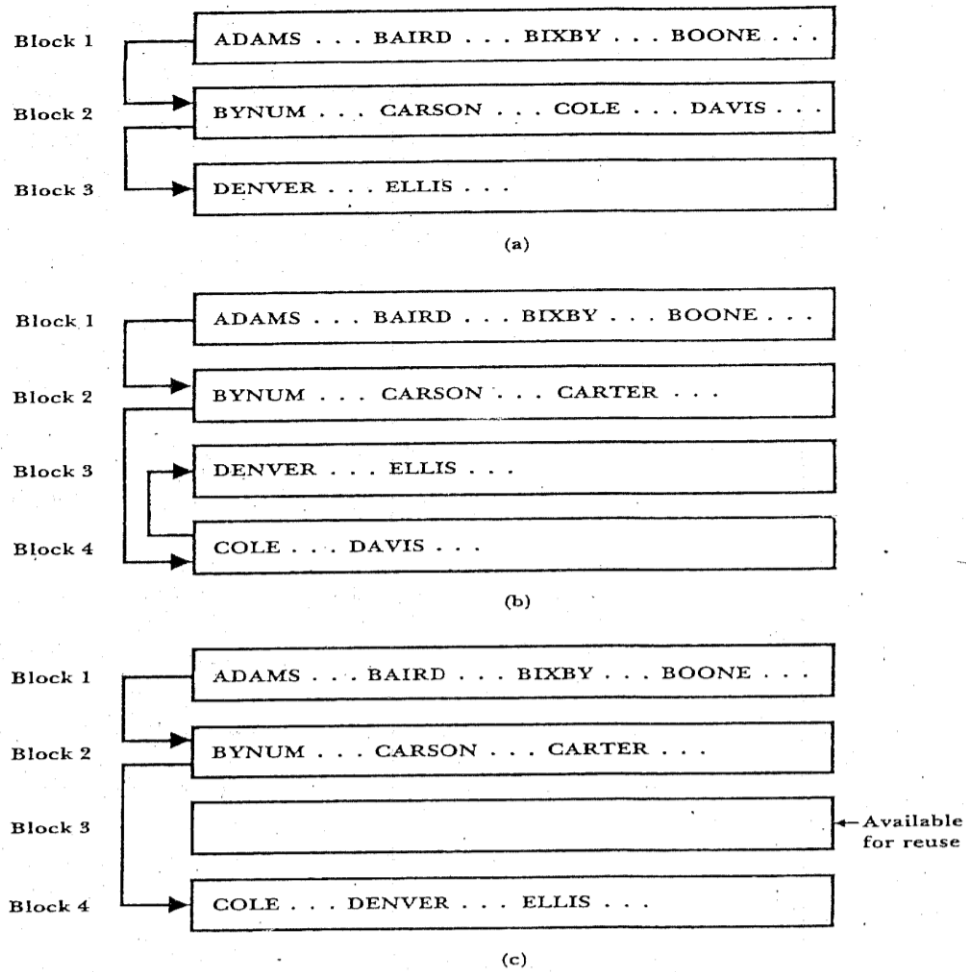 Block 1 ADAMS . . . BAIRD . . . BIXBY . . . BOONE . . .
Block 2 BYNUM . . . CARSON . . . COLE . . . DAVIS . . .
Block 3 DENVER . . . ELLIS . . .
(a)
Block 1 ADAMS . . . BAIRD . . . BIXBY . . . BOONE . . .
Block 2 BYNUM . . . CARSON . . . CARTER . . .
Block 3 DENVER . . . ELLIS . . .
Block 4 COLE . . . DAVIS . . .
(b)
Block 1 ADAMS . . . BAIRD . . . BIXBY . . . BOONE . . .
Block 2 BYNUM . . . CARSON . . . CARTER . . .
Block 3 Available
for reuse
Block 4 COLE . . . DENVER . . . ELLIS . . .
(c)